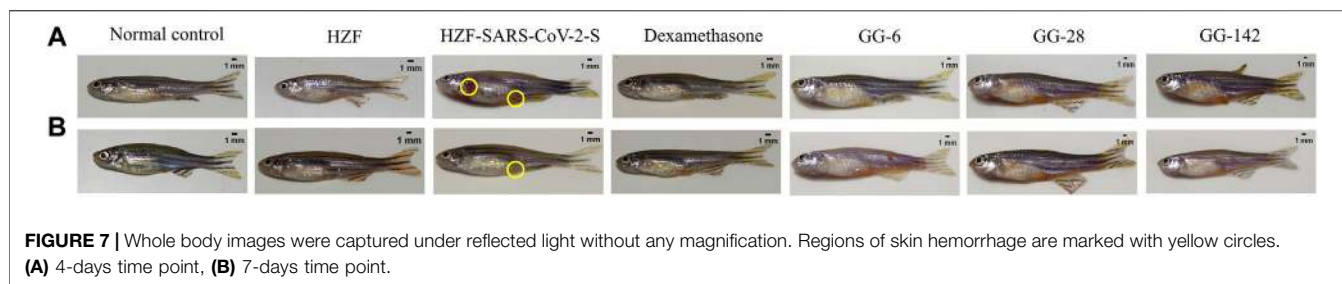 A
Normal control
HZF
HZF-SARS-CoV-2-S
Dexamethasone
GG-6
GG-28
GG-142
1 mm
1 mm
1 mm
1 mm
1 mm
1 mm
1 mm
B
1 mm
1 mm
1 mm
1 mm
1 mm
1 mm
1 mm
FIGURE 7 | Whole body images were captured under reflected light without any magnification. Regions of skin hemorrhage are marked with yellow circles.
(A) 4-days time point, (B) 7-days time point.